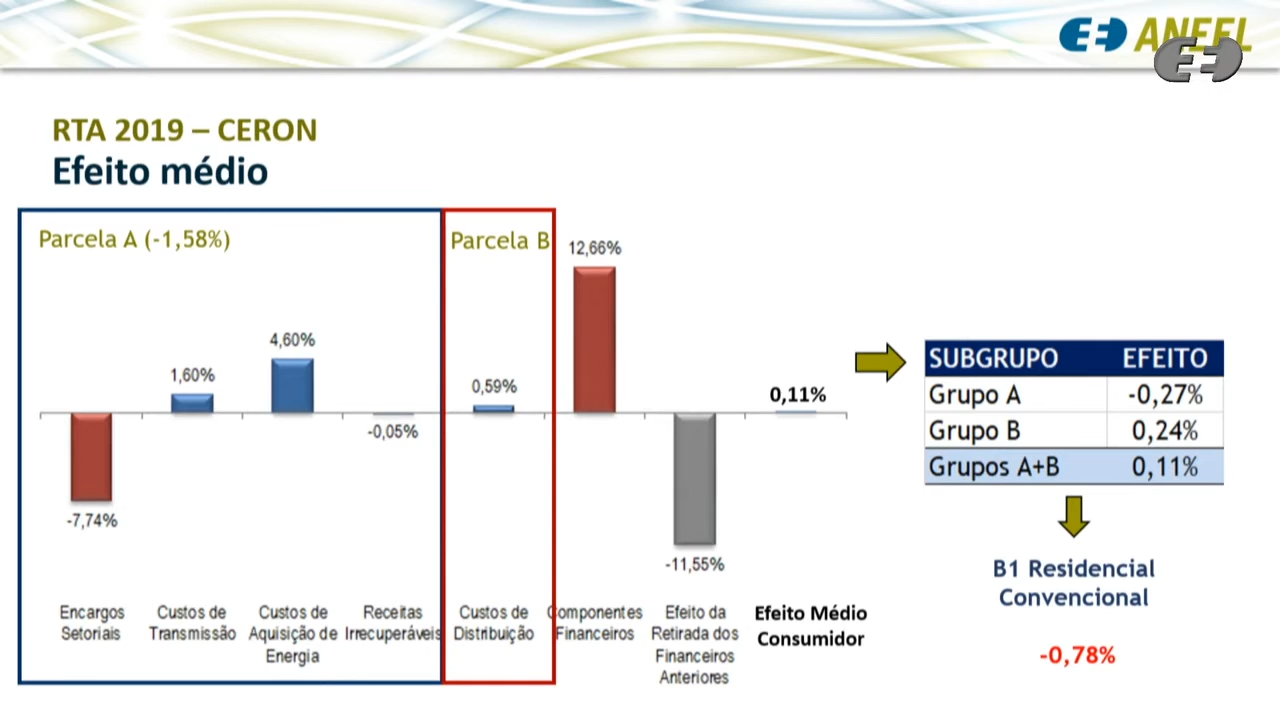 ANEEL
RTA 2019 – CERON
Efeito médio
Parcela A (-1,58%)
Parcela B
12,66%
4,60%
1,60%
0,59%
0,11%
-0,05%
-7,74%
-11,55%
Encargos
Setoriais
Custos de
Transmissão
Custos de
Aquisição de
Energia
Receitas
Irrecuperáveis
Custos de
Distribuição
Componentes
Financeiros
Efeito da
Retirada dos
Financeiros
Anteriores
Efeito Médio
Consumidor
SUBGRUPO EFEITO
Grupo A -0,27%
Grupo B 0,24%
Grupos A+B 0,11%
B1 Residencial
Convencional
-0,78%